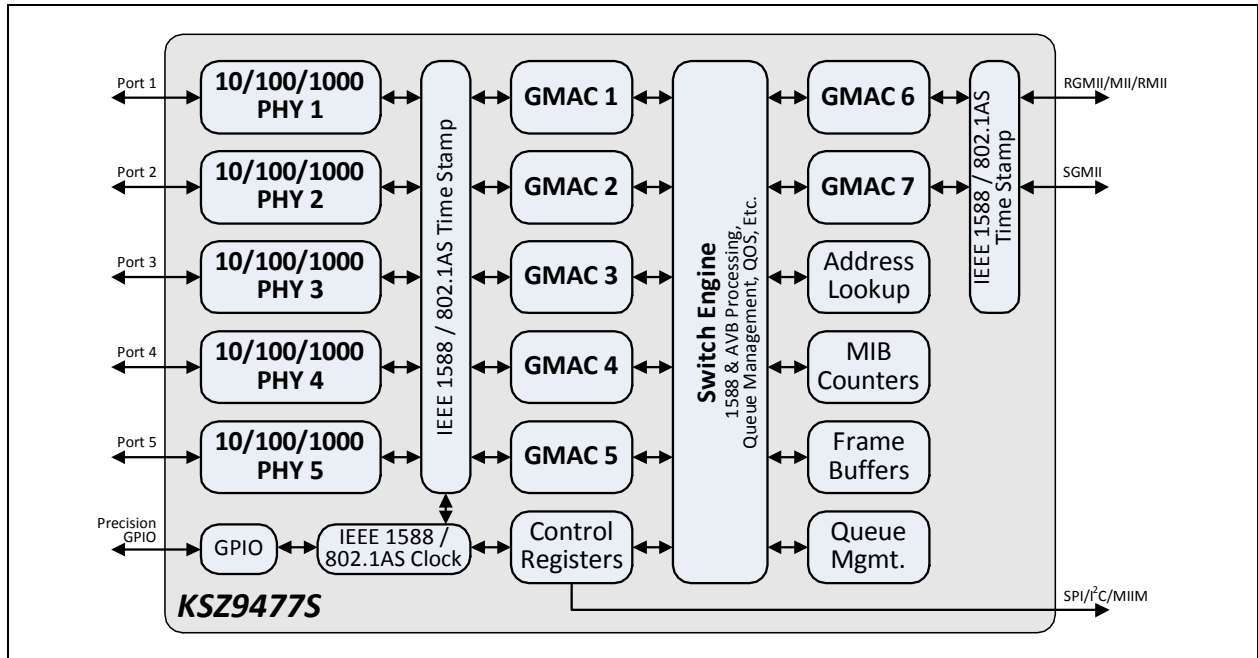 Port 1
10/100/1000
PHY 1
GMAC 1
GMAC 6
RGMII/MII/RMII
Port 2
10/100/1000
PHY 2
GMAC 2
GMAC 7
SGMII
Port 3
10/100/1000
PHY 3
GMAC 3
Address
Lookup
Port 4
10/100/1000
PHY 4
GMAC 4
MIB
Counters
Port 5
10/100/1000
PHY 5
GMAC 5
Frame
Buffers
IEEE 1588 / 802.1AS Time Stamp
Switch Engine
1588 & AVB Processing,
Queue Management, QOS, Etc.
IEEE 1588 / 802.1AS
Time Stamp
Precision
GPIO
GPIO
IEEE 1588 /
802.1AS Clock
Control
Registers
Queue
Mgmt.
KSZ9477S
SPI/I²C/MIIM